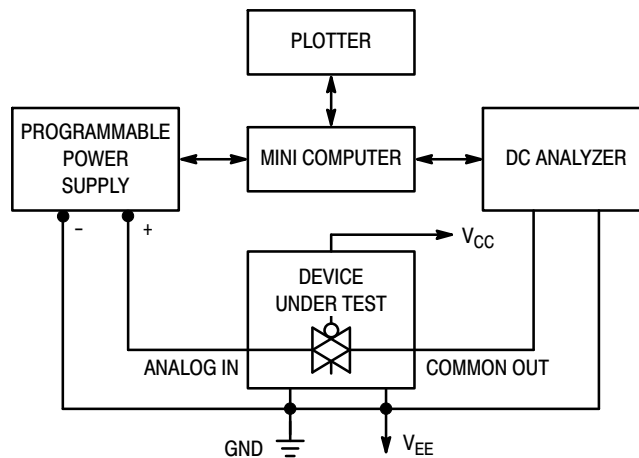 PLOTTER
PROGRAMMABLE
POWER
SUPPLY
MINI COMPUTER
DC ANALYZER
– +
VCC
DEVICE
UNDER TEST
ANALOG IN
COMMON OUT
GND
VEE